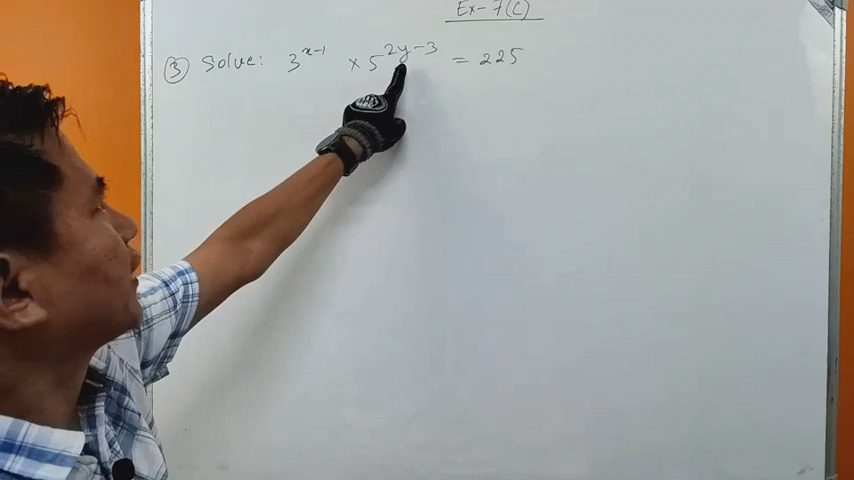 Ex-7(C)
③ Solve: 3^{x-1} × 5^{2y-3} = 225